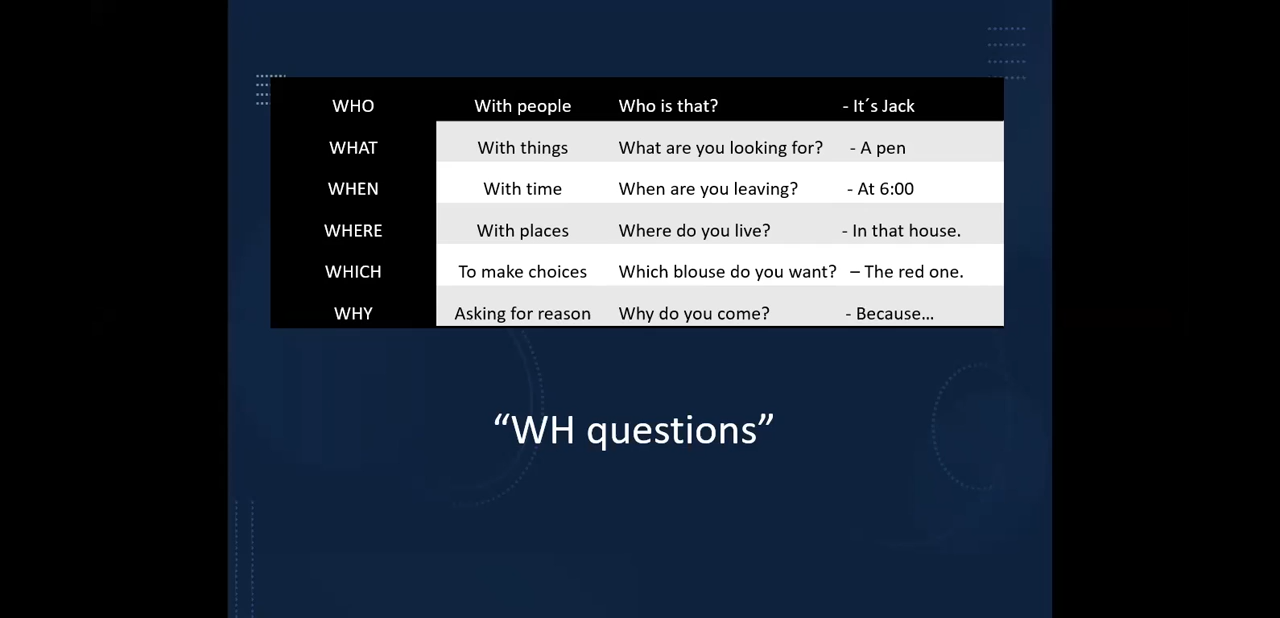 WHO With people Who is that? - It´s Jack
WHAT With things What are you looking for? - A pen
WHEN With time When are you leaving? - At 6:00
WHERE With places Where do you live? - In that house.
WHICH To make choices Which blouse do you want? – The red one.
WHY Asking for reason Why do you come? - Because…
“WH questions”